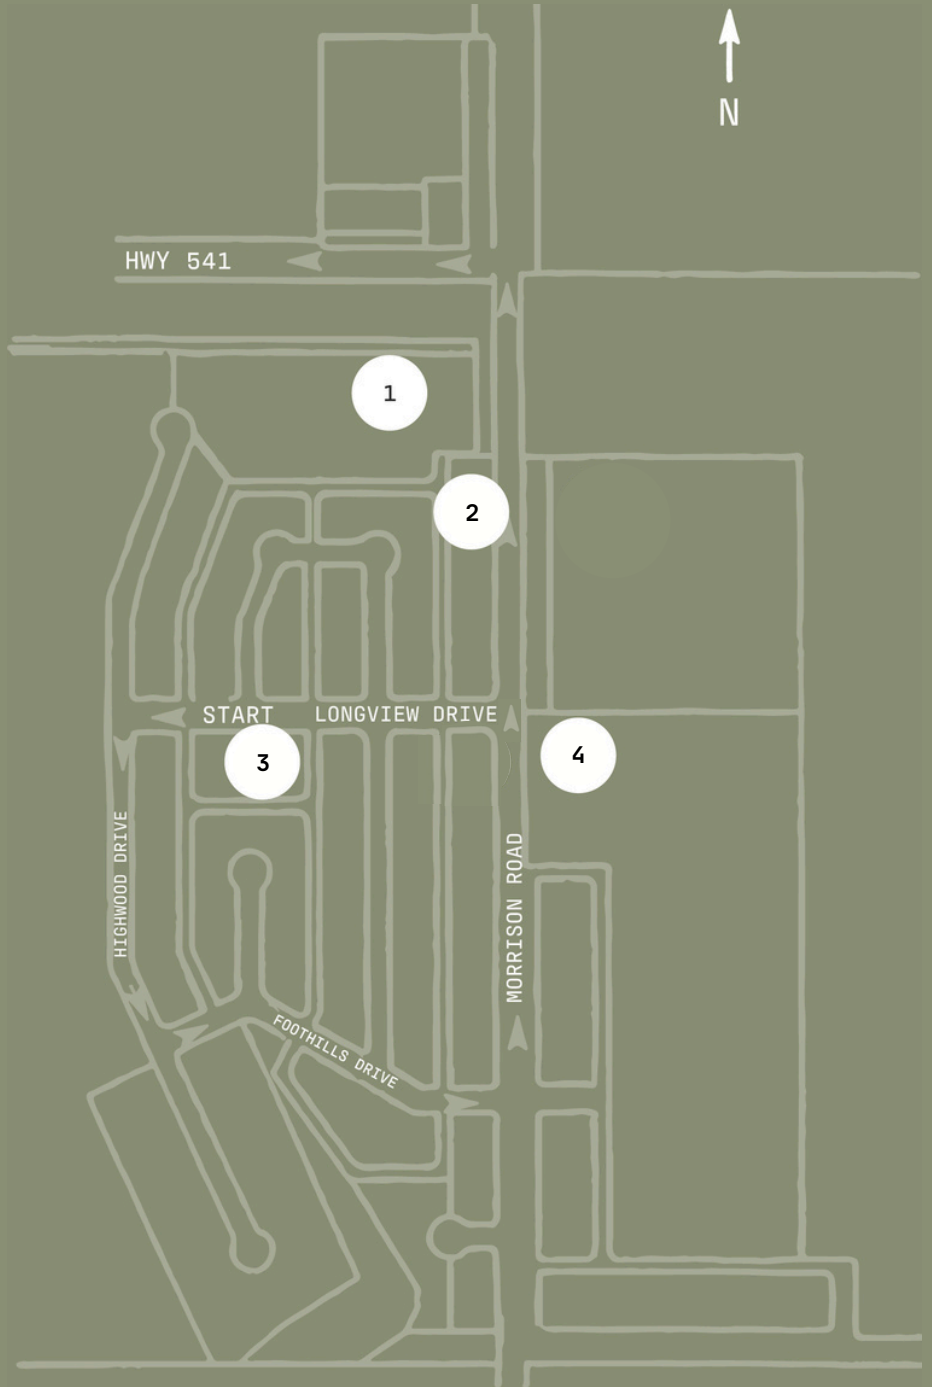 N
HWY 541
1
2
START
LONGVIEW DRIVE
3
4
HIGHWOOD DRIVE
MORRISON ROAD
FOOTHILLS DRIVE